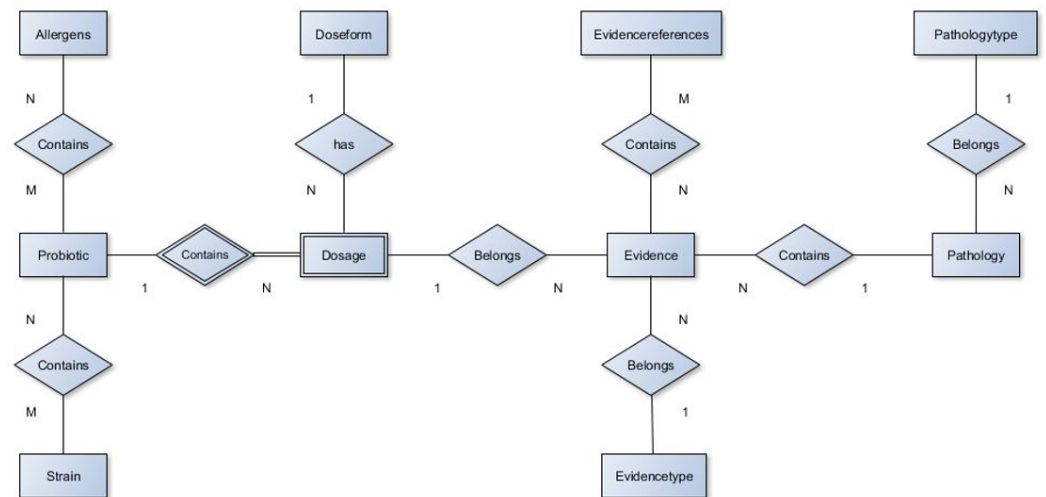 Allergens
Doseform
Evidencereferences
Pathologytype
N
1
M
1
Contains
has
Contains
Belongs
M
N
N
N
Probiotic
Contains
Dosage
Belongs
Evidence
Contains
Pathology
1
N
1
N
N
1
N
N
Contains
Belongs
M
1
Strain
Evidencetype